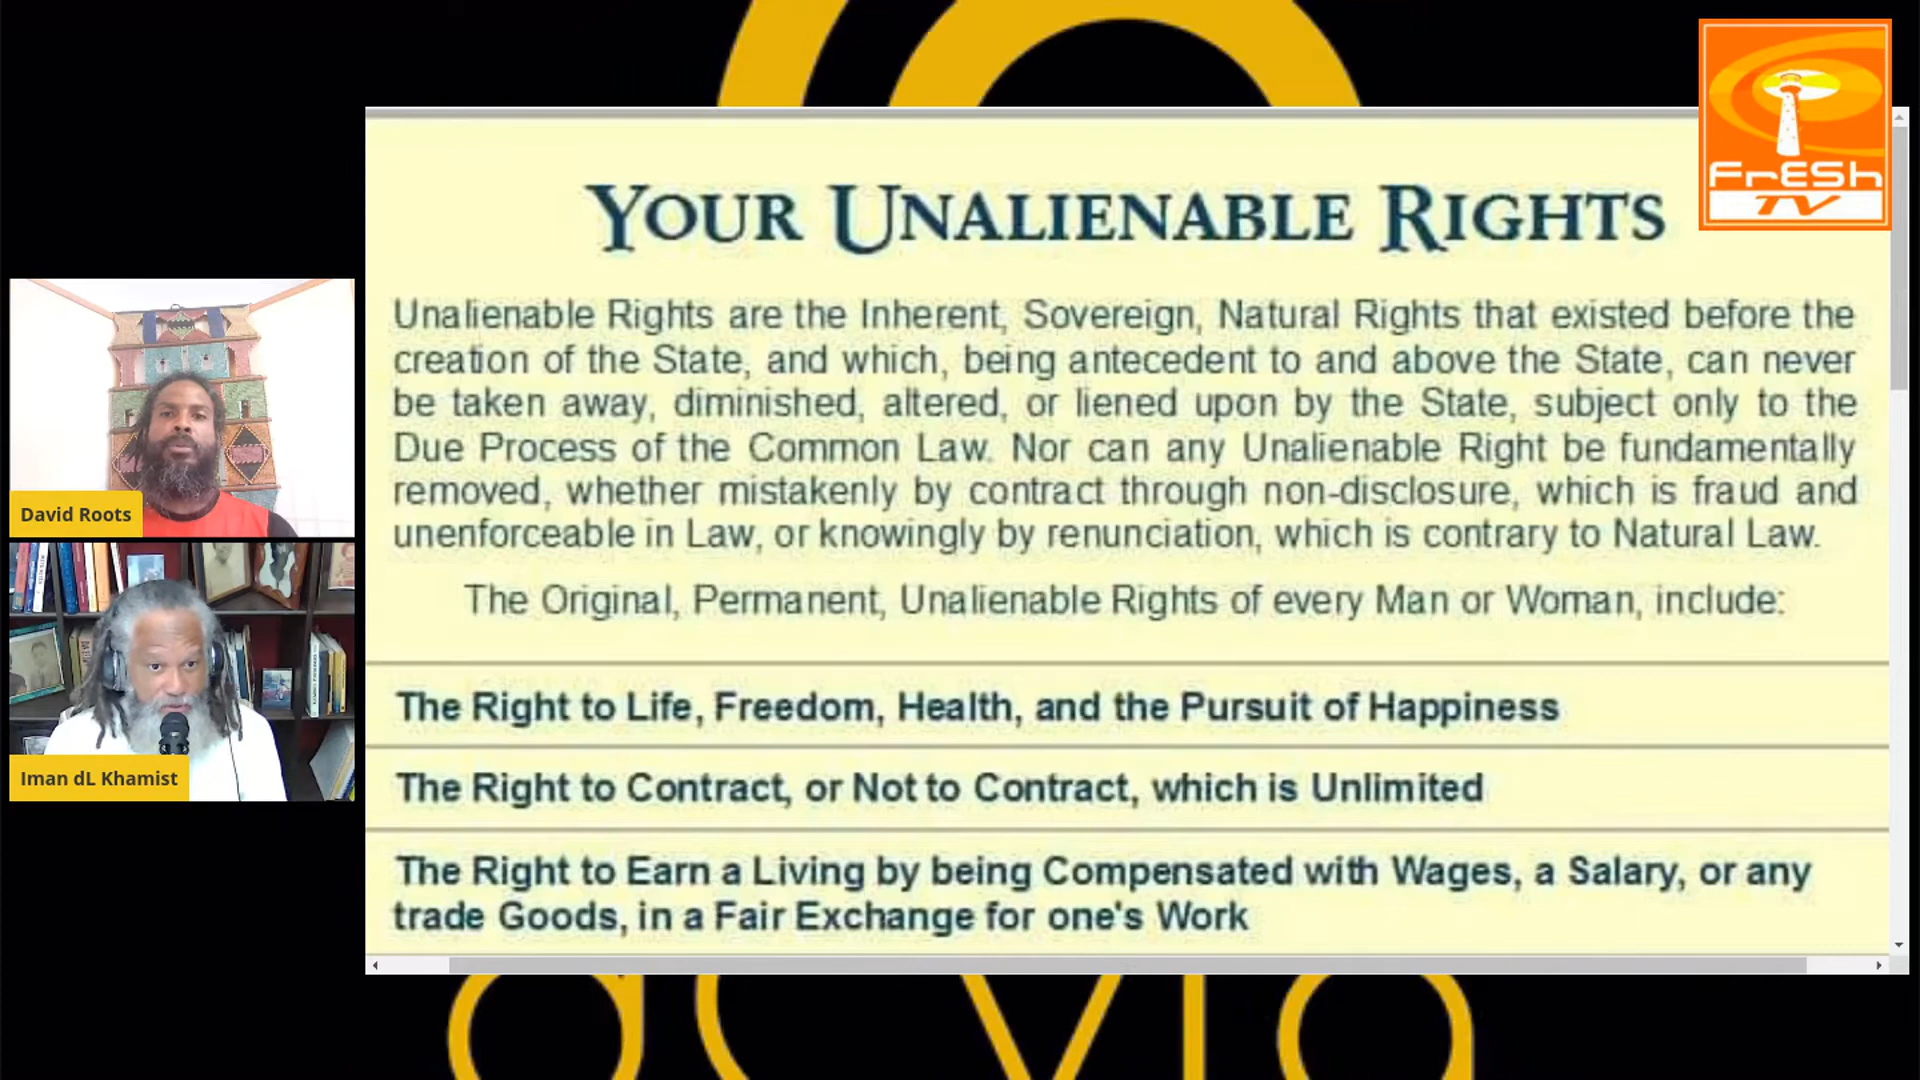 FrESh
TV
YOUR UNALIENABLE RIGHTS
Unalienable Rights are the Inherent, Sovereign, Natural Rights that existed before the
creation of the State, and which, being antecedent to and above the State, can never
be taken away, diminished, altered, or liened upon by the State, subject only to the
Due Process of the Common Law. Nor can any Unalienable Right be fundamentally
removed, whether mistakenly by contract through non-disclosure, which is fraud and
unenforceable in Law, or knowingly by renunciation, which is contrary to Natural Law.
The Original, Permanent, Unalienable Rights of every Man or Woman, include:
The Right to Life, Freedom, Health, and the Pursuit of Happiness
The Right to Contract, or Not to Contract, which is Unlimited
The Right to Earn a Living by being Compensated with Wages, a Salary, or any
trade Goods, in a Fair Exchange for one's Work
David Roots
Iman dL Khamist